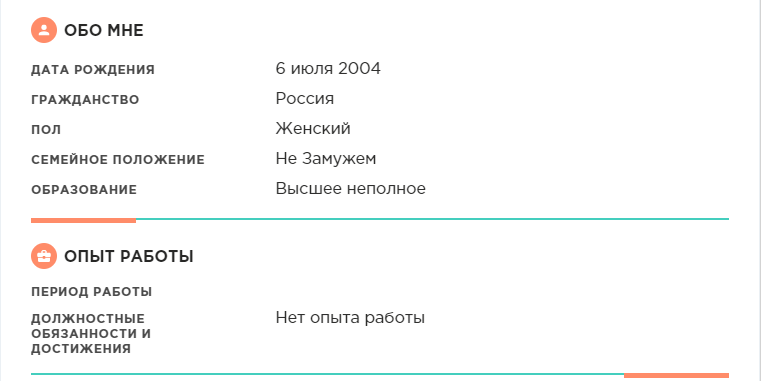 ОБО МНЕ
ДАТА РОЖДЕНИЯ 6 июля 2004
ГРАЖДАНСТВО Россия
ПОЛ Женский
СЕМЕЙНОЕ ПОЛОЖЕНИЕ Не Замужем
ОБРАЗОВАНИЕ Высшее неполное
ОПЫТ РАБОТЫ
ПЕРИОД РАБОТЫ
ДОЛЖНОСТНЫЕ Нет опыта работы
ОБЯЗАННОСТИ И
ДОСТИЖЕНИЯ